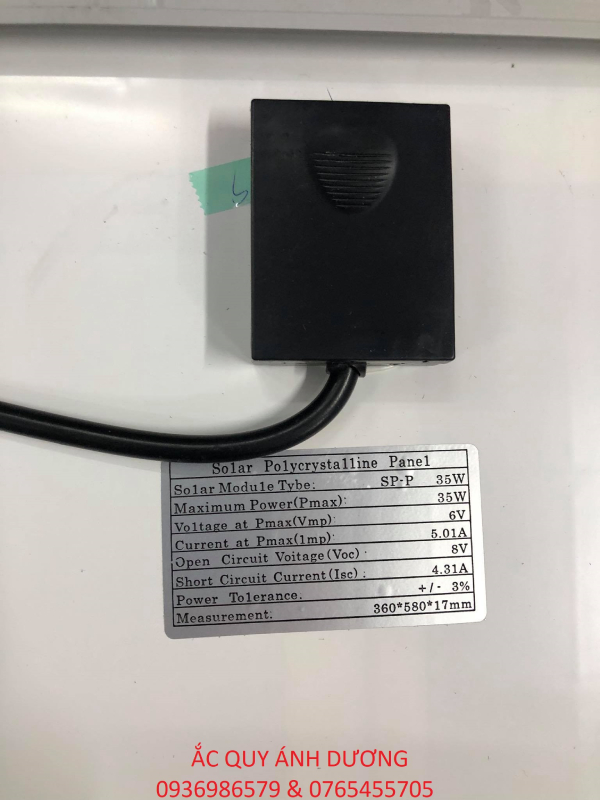 Solar Polycrystalline Panel
Solar Module Tybe: SP-P 35W
Maximum Power(Pmax): 35W
Voltage at Pmax(Vmp): 6V
Current at Pmax(1mp): 5.01A
Open Circuit Voitage(Voc): 8V
Short Circuit Current(Isc): 4.31A
Power Tolerance. +/- 3%
Measurement: 360*580*17mm
ẮC QUY ÁNH DƯƠNG
0936986579 & 0765455705